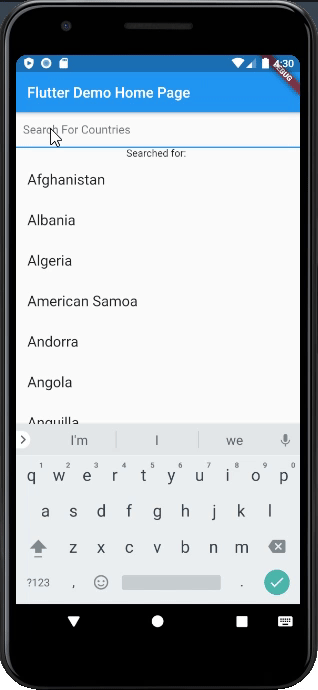 4:30
DEBUG
Flutter Demo Home Page
Search For Countries
Searched for:
Afghanistan
Albania
Algeria
American Samoa
Andorra
Angola
Anguilla
I'm I we
1 2 3 4 5 6 7 8 9 0
q w e r t y u i o p
a s d f g h j k l
z x c v b n m
?123 , .